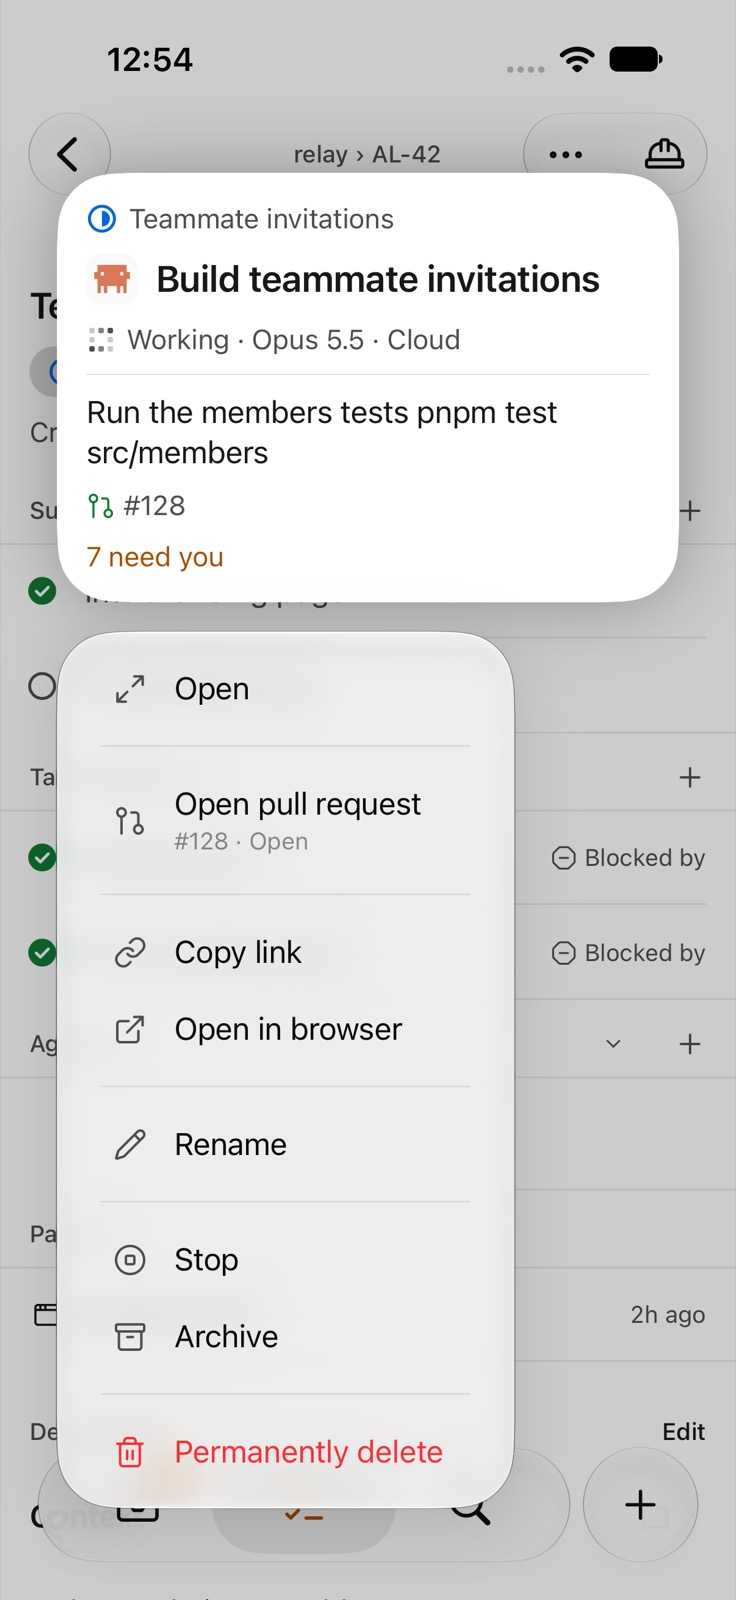 12:54
relay › AL-42
Teammate invitations
Build teammate invitations
Working · Opus 5.5 · Cloud
Run the members tests pnpm test
src/members
#128
7 need you
Open
Open pull request
#128 · Open
Blocked by
Copy link
Blocked by
Open in browser
Rename
Stop
2h ago
Archive
Edit
Permanently delete